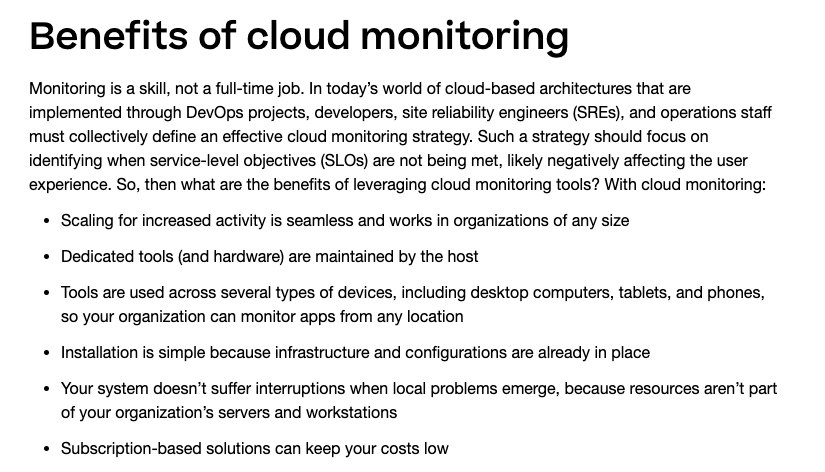 Benefits of cloud monitoring
Monitoring is a skill, not a full-time job. In today’s world of cloud-based architectures that are
implemented through DevOps projects, developers, site reliability engineers (SREs), and operations staff
must collectively define an effective cloud monitoring strategy. Such a strategy should focus on
identifying when service-level objectives (SLOs) are not being met, likely negatively affecting the user
experience. So, then what are the benefits of leveraging cloud monitoring tools? With cloud monitoring:
• Scaling for increased activity is seamless and works in organizations of any size
• Dedicated tools (and hardware) are maintained by the host
• Tools are used across several types of devices, including desktop computers, tablets, and phones,
so your organization can monitor apps from any location
• Installation is simple because infrastructure and configurations are already in place
• Your system doesn’t suffer interruptions when local problems emerge, because resources aren’t part
of your organization’s servers and workstations
• Subscription-based solutions can keep your costs low